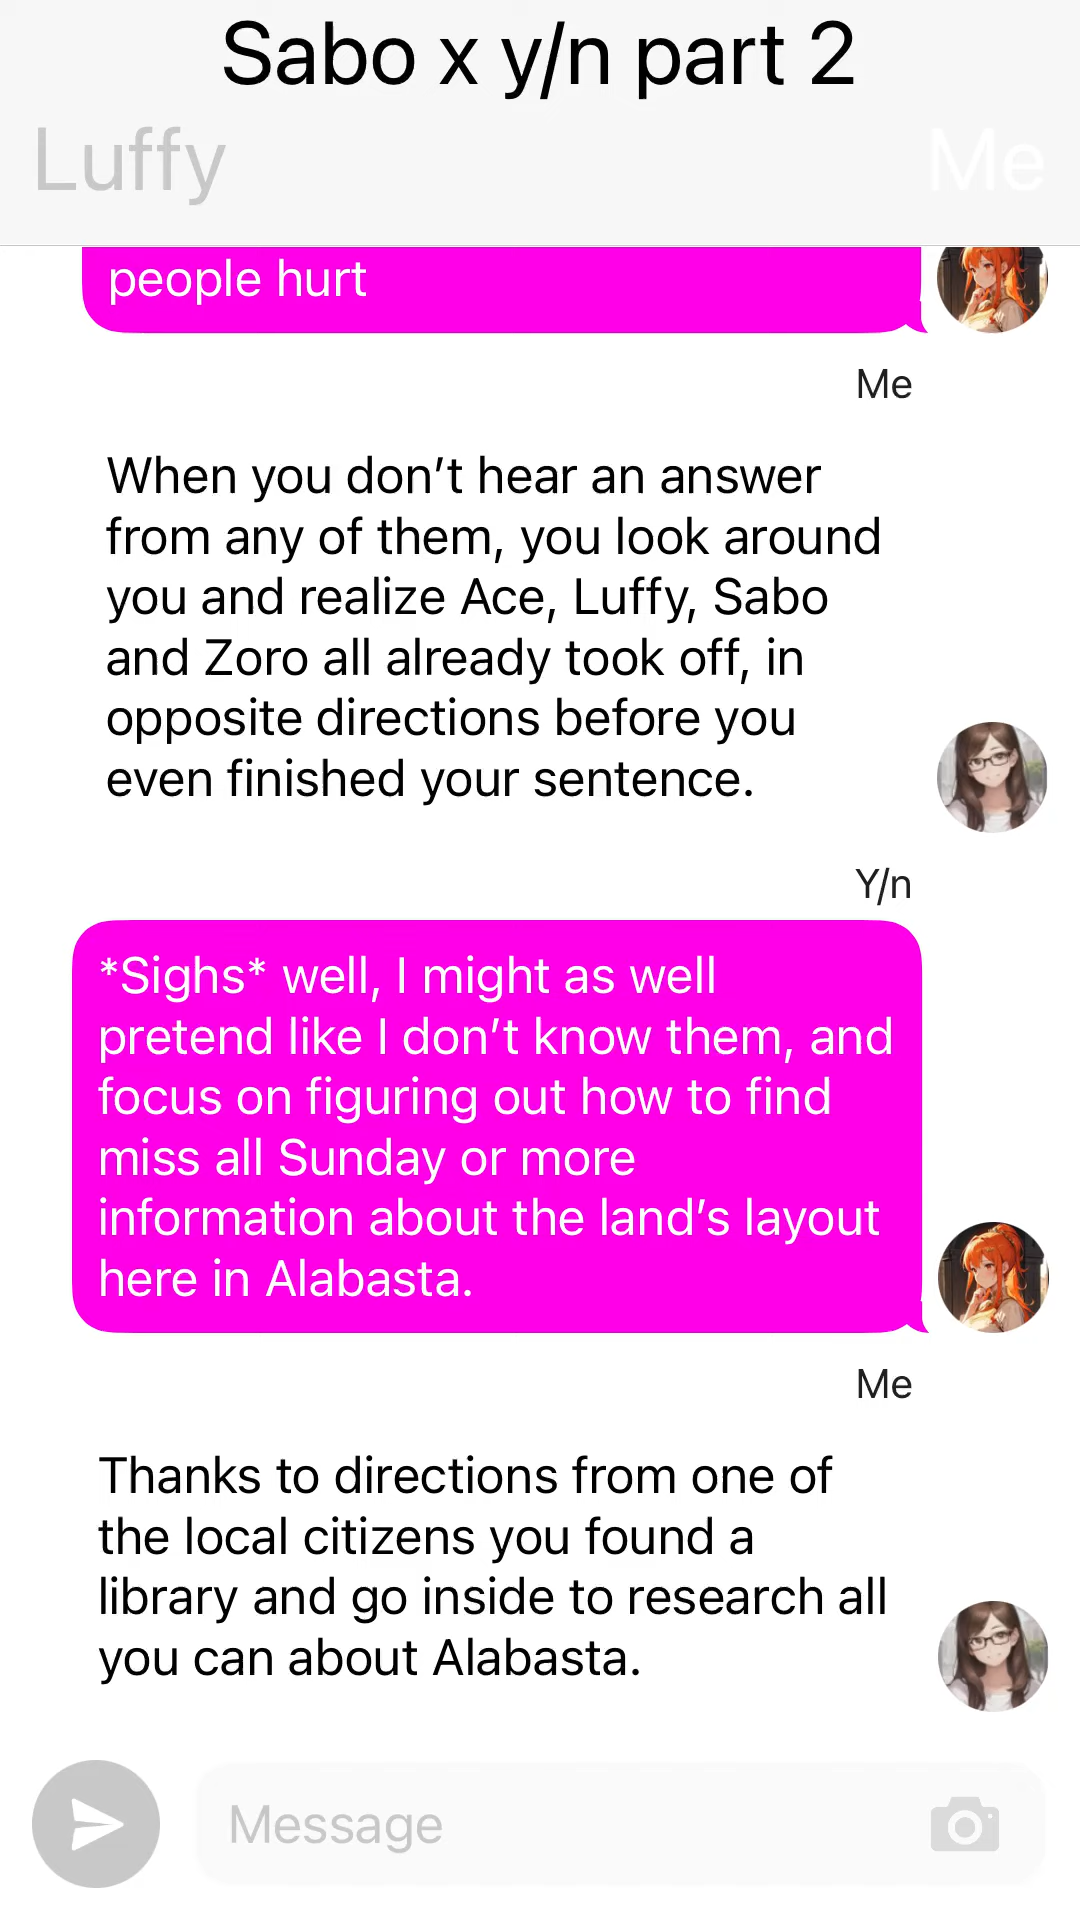 Sabo x y/n part 2
Luffy
Me
people hurt
Me
When you don’t hear an answer
from any of them, you look around
you and realize Ace, Luffy, Sabo
and Zoro all already took off, in
opposite directions before you
even finished your sentence.
Y/n
*Sighs* well, I might as well
pretend like I don’t know them, and
focus on figuring out how to find
miss all Sunday or more
information about the land’s layout
here in Alabasta.
Me
Thanks to directions from one of
the local citizens you found a
library and go inside to research all
you can about Alabasta.
Message